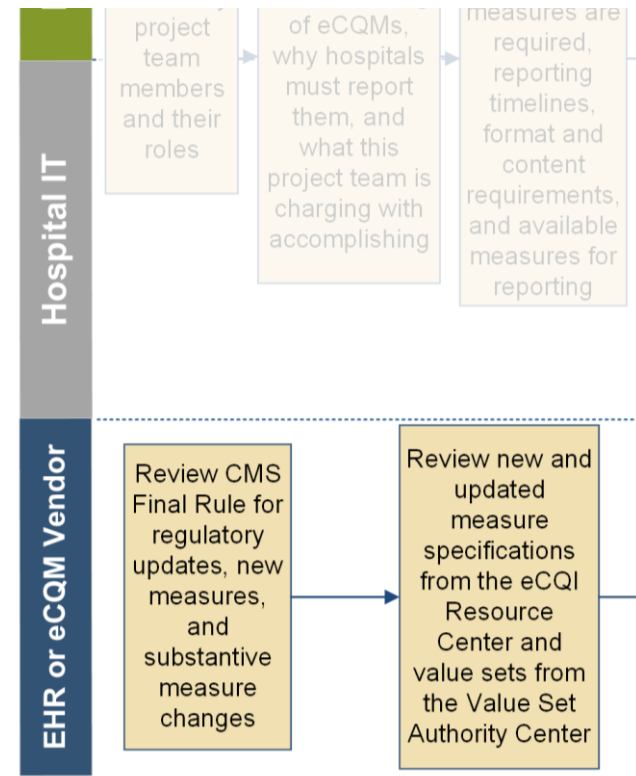 project
team
members
and their
roles
of eCQMs,
why hospitals
must report
them, and
what this
project team is
charging with
accomplishing
measures are
required,
reporting
timelines,
format and
content
requirements,
and available
measures for
reporting
Hospital IT
EHR or eCQM Vendor
Review CMS
Final Rule for
regulatory
updates, new
measures,
and
substantive
measure
changes
Review new and
updated
measure
specifications
from the eCQI
Resource
Center and
value sets from
the Value Set
Authority Center